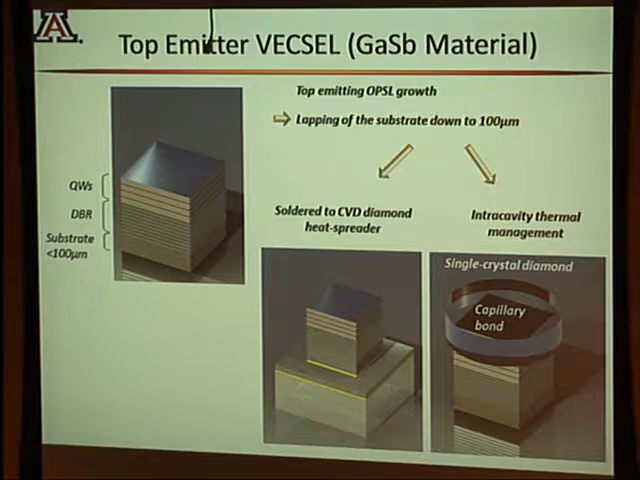 A
Top Emitter VECSEL (GaSb Material)
Top emitting OPSL growth
Lapping of the substrate down to 100µm
QWs
DBR
Substrate
<100µm
Soldered to CVD diamond
heat-spreader
Intracavity thermal
management
Single-crystal diamond
Capillary
bond